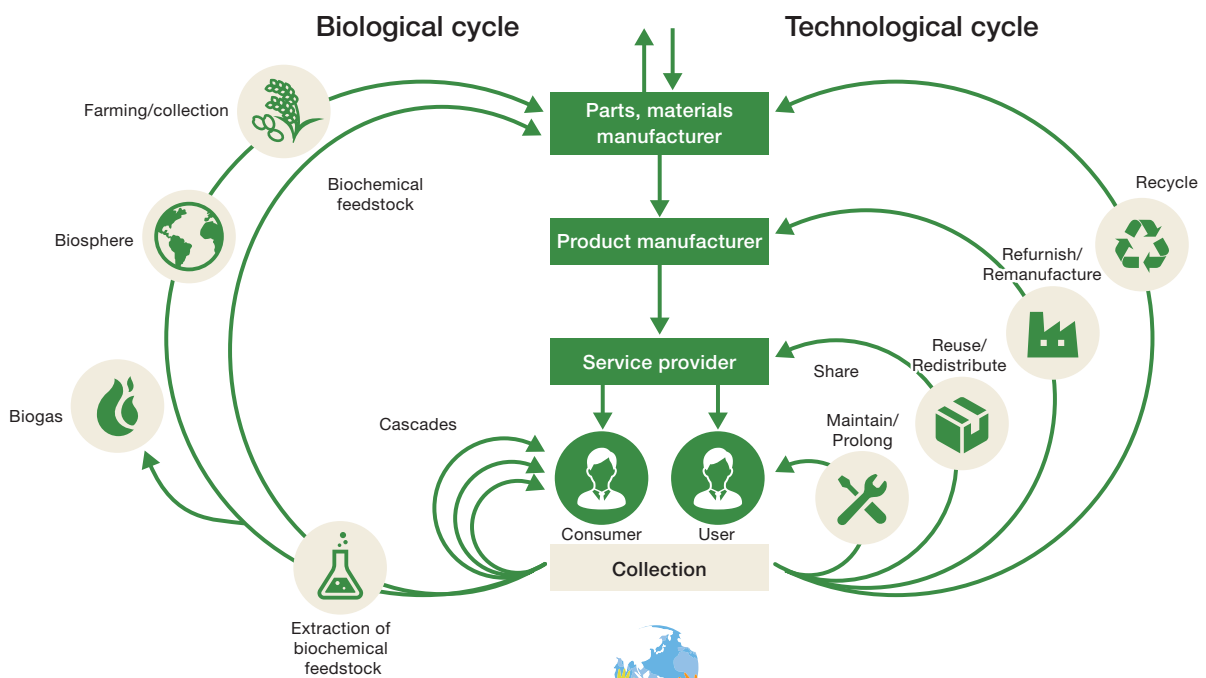 Biological cycle
Technological cycle
Farming/collection
Parts, materials
manufacturer
Recycle
Biochemical
feedstock
Biosphere
Product manufacturer
Refurnish/
Remanufacture
Service provider
Reuse/
Redistribute
Share
Biogas
Cascades
Maintain/
Prolong
Consumer
User
Collection
Extraction of
biochemical
feedstock